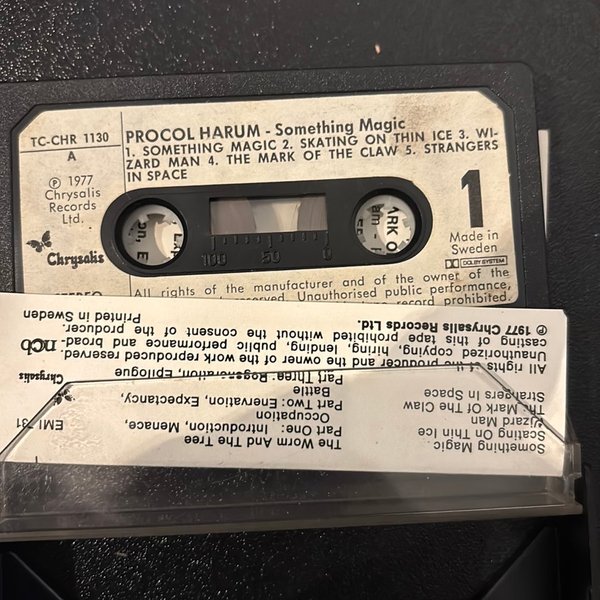 TC-CHR 1130
A
℗ 1977
Chrysalis
Records
Ltd.
Chrysalis
STEREO
PROCOL HARUM - Something Magic
1. SOMETHING MAGIC 2. SKATING ON THIN ICE 3. WI-
ZARD MAN 4. THE MARK OF THE CLAW 5. STRANGERS
IN SPACE
1
Made in
Sweden
DOLBY SYSTEM
100 50 0
All rights of the manufacturer and of the owner of the
reserved. Unauthorised public performance,
record prohibited.
Something Magic
Scating On Thin Ice
Wizard Man
The Mark Of The Claw
Strangers In Space
The Worm And The Tree
Part One: Introduction, Menace,
Occupation
Part Two: Enervation, Expectancy,
Battle
Part Three: Regeneration, Epilogue
EMI
Chrysalis
All rights of the producer and the owner of the work reproduced reserved.
Unauthorized copying, hiring, lending, public performance and broad-
casting of this tape prohibited without the consent of the producer.
℗ 1977 Chrysalis Records Ltd.
ncb
Printed in Sweden